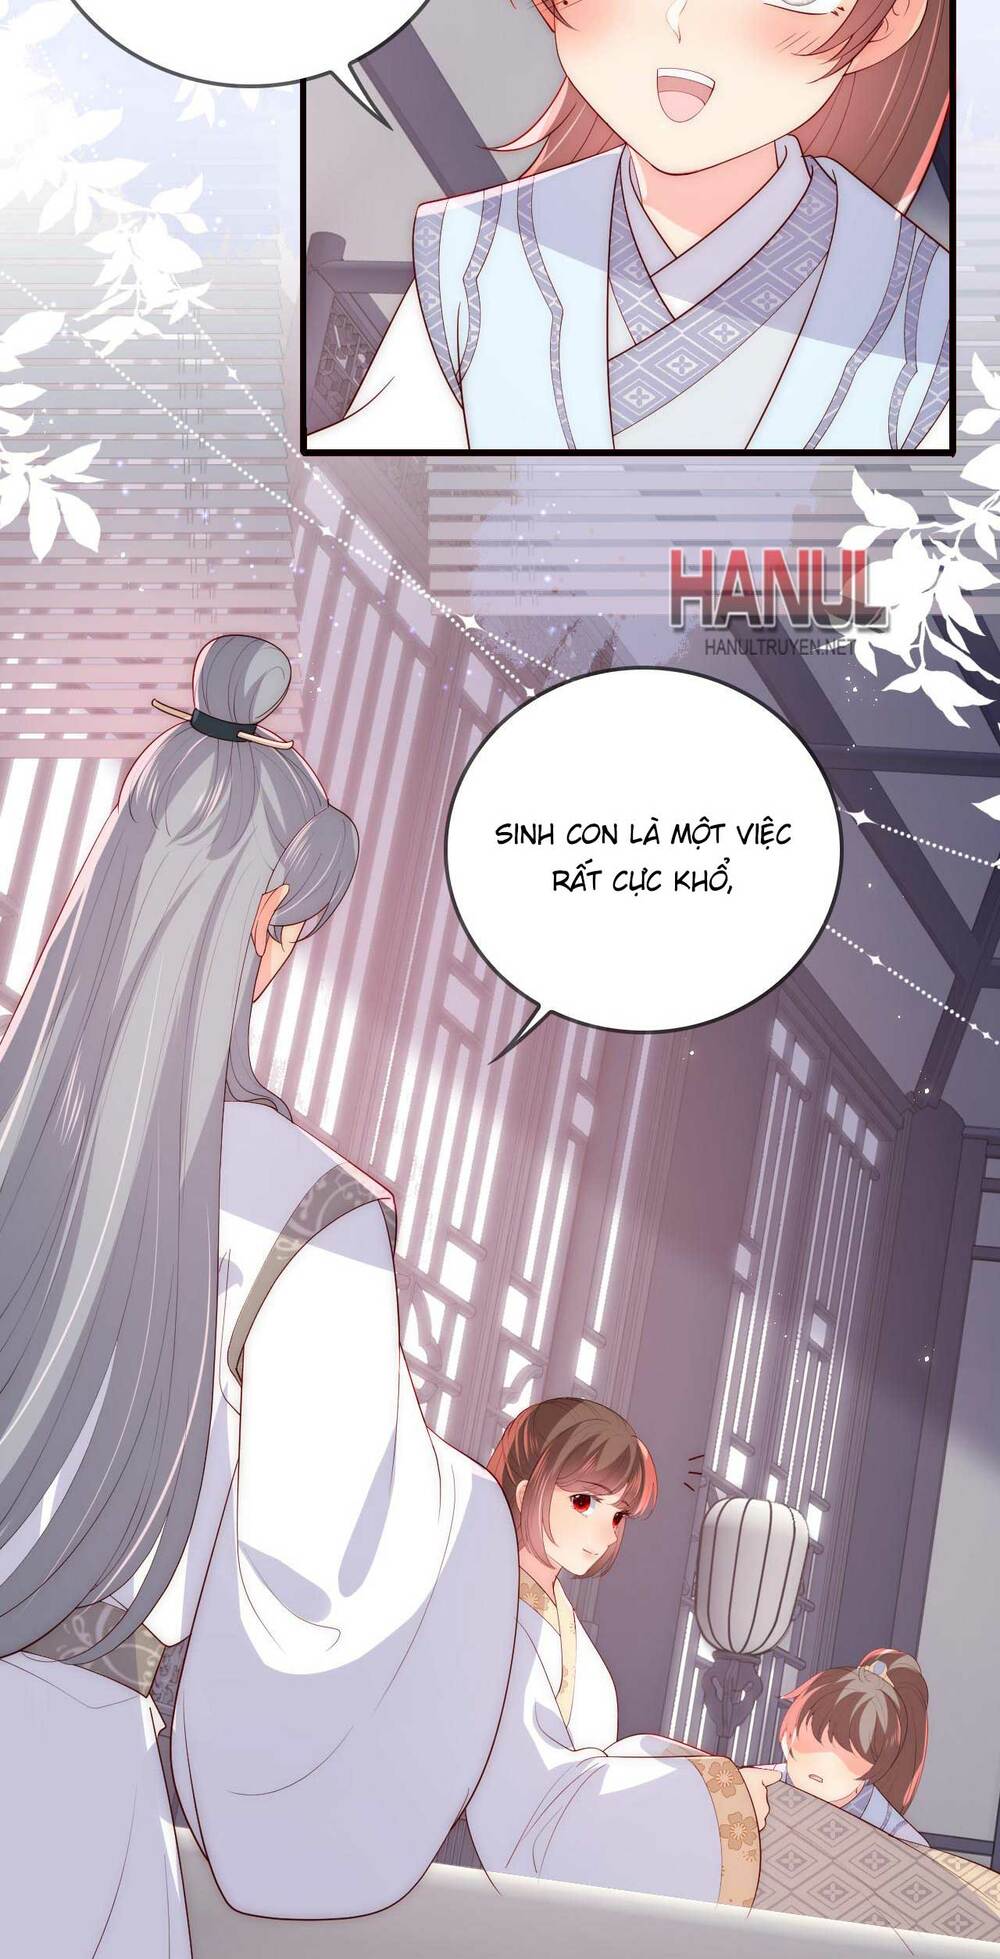 HANUL
HANULTRUYEN.NET
SINH CON LÀ MỘT VIỆC
RẤT CỰC KHỔ,